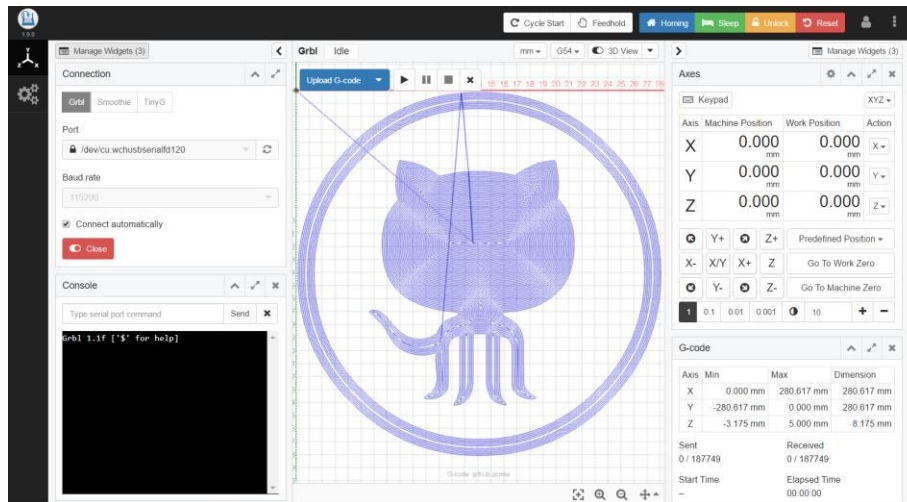 1.9.0
Cycle Start Feedhold Homing Sleep Unlock Reset
Manage Widgets (3)
Connection
Grbl Smoothie TinyG
Port
/dev/cu.wchusbserialfd120
Baud rate
115200
Connect automatically
Close
Console
Type serial port command Send
Grbl 1.1f ['$' for help]
Grbl Idle mm G54 3D View
Upload G-code
15 16 17 18 19 20 21 22 23 24 25 26 27 28
Manage Widgets (3)
Axes
Keypad XYZ
Axis Machine Position Work Position Action
X 0.000 mm 0.000 mm X
Y 0.000 mm 0.000 mm Y
Z 0.000 mm 0.000 mm Z
Y+ Z+ Predefined Position
X- X/Y X+ Z Go To Work Zero
Y- Z- Go To Machine Zero
1 0.1 0.01 0.001 10
G-code
Axis Min Max Dimension
X 0.000 mm 280.617 mm 280.617 mm
Y -280.617 mm 0.000 mm 280.617 mm
Z -3.175 mm 5.000 mm 8.175 mm
Sent Received
0 / 187749 0 / 187749
Start Time Elapsed Time
– 00:00:00